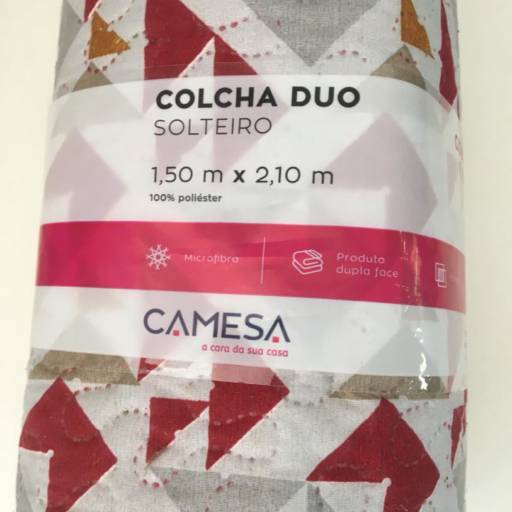 COLCHA DUO
SOLTEIRO
1,50 m x 2,10 m
100% poliéster
Microfibra
Produto
dupla face
CAMESA
a cara da sua casa